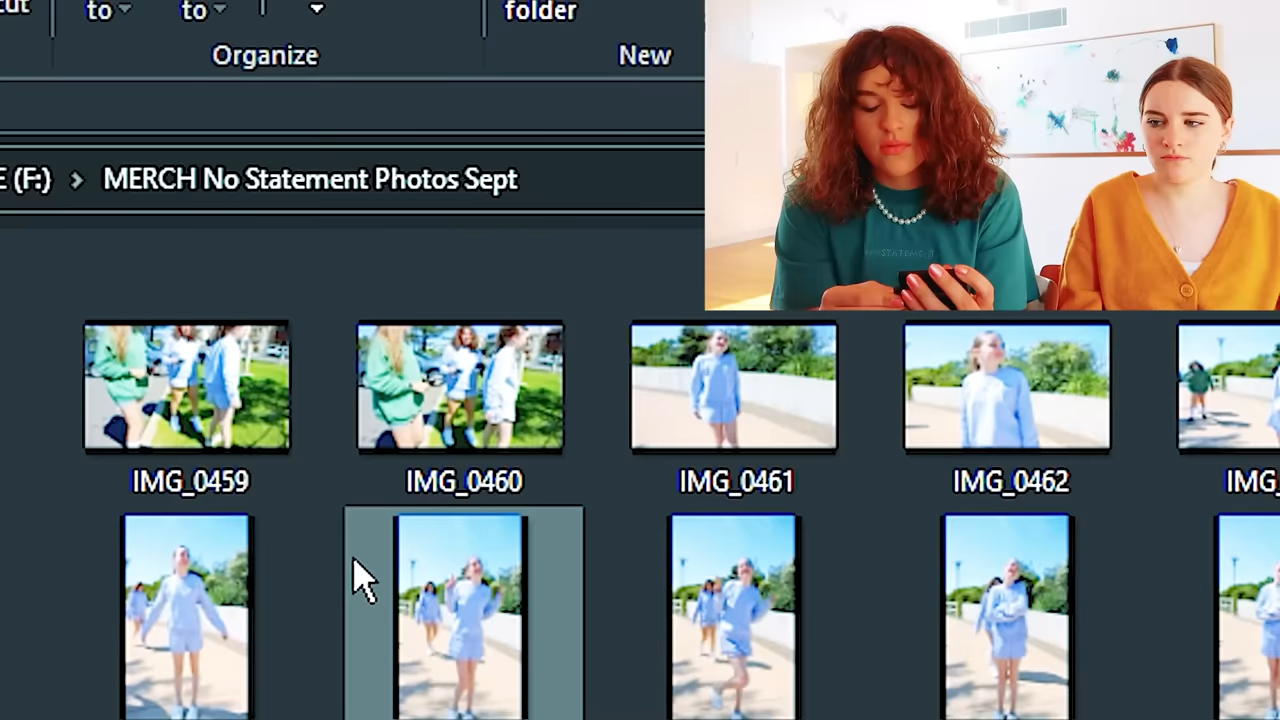 to to folder
Organize New
E (F:) > MERCH No Statement Photos Sept
IMG_0459 IMG_0460 IMG_0461 IMG_0462